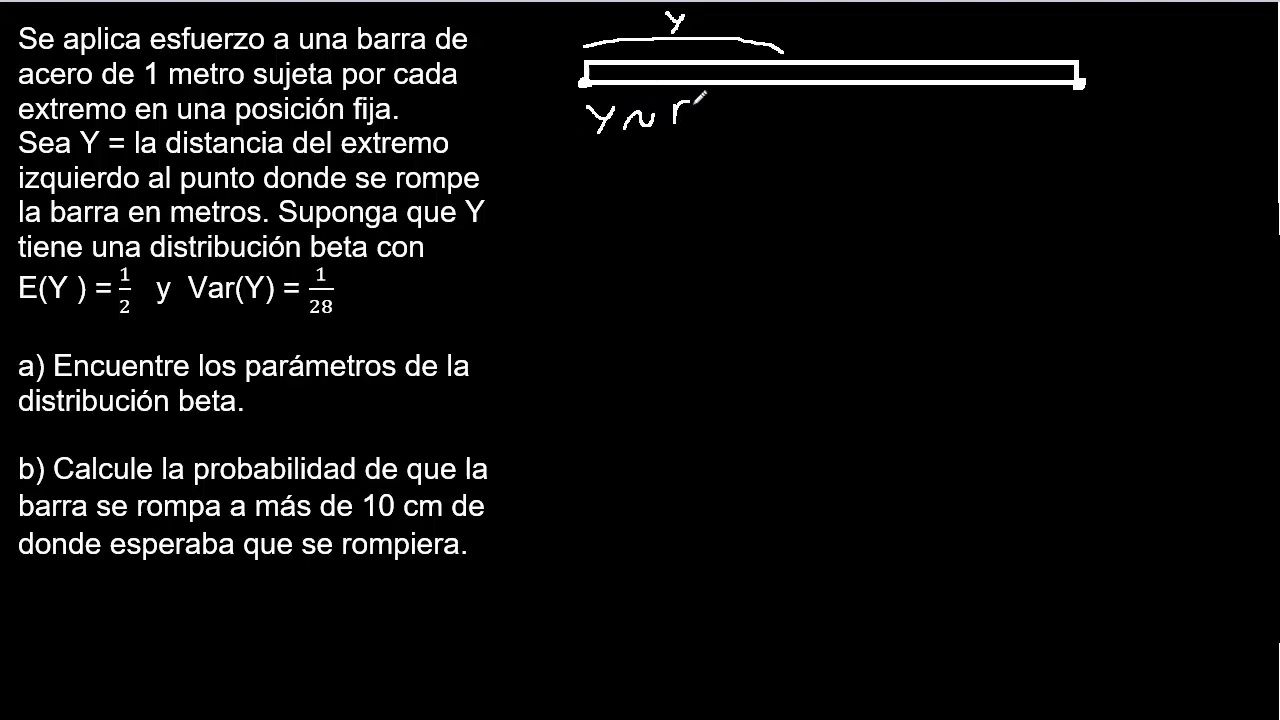 Se aplica esfuerzo a una barra de
acero de 1 metro sujeta por cada
extremo en una posición fija.
Sea Y = la distancia del extremo
izquierdo al punto donde se rompe
la barra en metros. Suponga que Y
tiene una distribución beta con
E(Y ) = 1/2 y Var(Y) = 1/28
a) Encuentre los parámetros de la
distribución beta.
b) Calcule la probabilidad de que la
barra se rompa a más de 10 cm de
donde esperaba que se rompiera.
y
Y ~